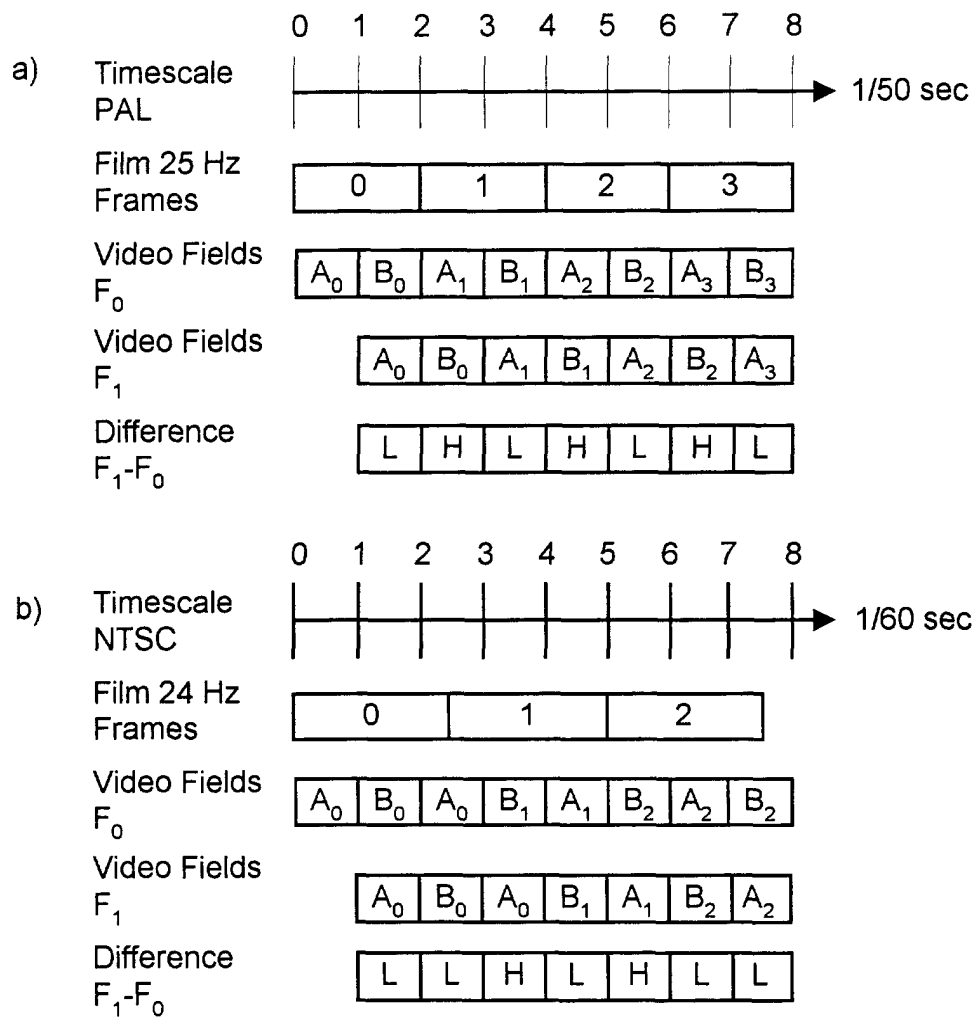 0 1 2 3 4 5 6 7 8
a) Timescale PAL 1/50 sec
Film 25 Hz Frames 0 1 2 3
Video Fields F₀ A₀ B₀ A₁ B₁ A₂ B₂ A₃ B₃
Video Fields F₁ A₀ B₀ A₁ B₁ A₂ B₂ A₃
Difference F₁-F₀ L H L H L H L
0 1 2 3 4 5 6 7 8
b) Timescale NTSC 1/60 sec
Film 24 Hz Frames 0 1 2
Video Fields F₀ A₀ B₀ A₀ B₁ A₁ B₂ A₂ B₂
Video Fields F₁ A₀ B₀ A₀ B₁ A₁ B₂ A₂
Difference F₁-F₀ L L H L H L L